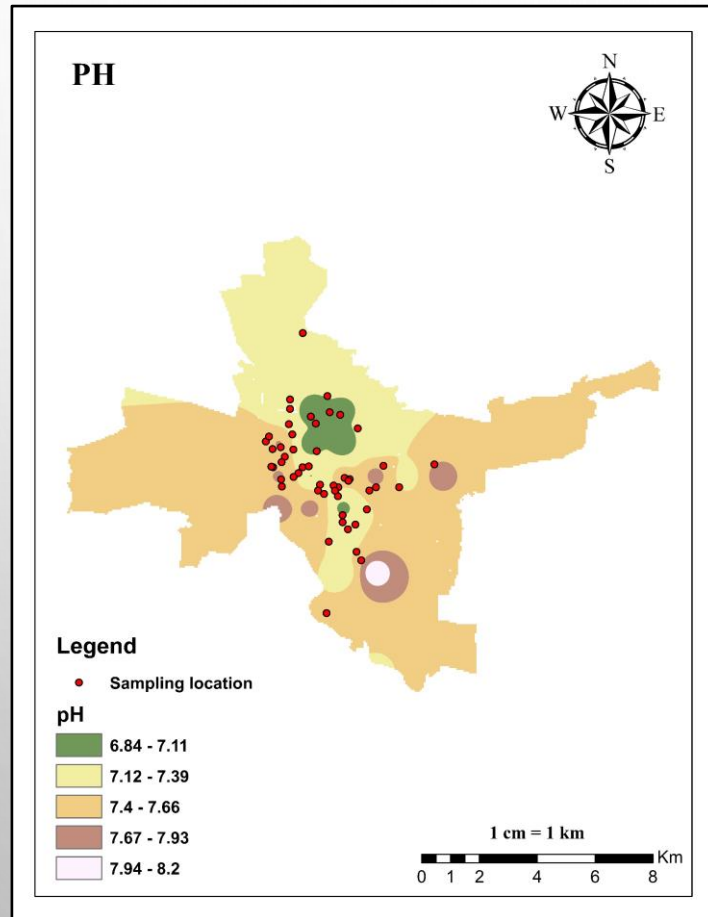 PH
N
W E
S
Legend
Sampling location
pH
6.84 - 7.11
7.12 - 7.39
7.4 - 7.66
7.67 - 7.93
7.94 - 8.2
1 cm = 1 km
Km
0 1 2 4 6 8